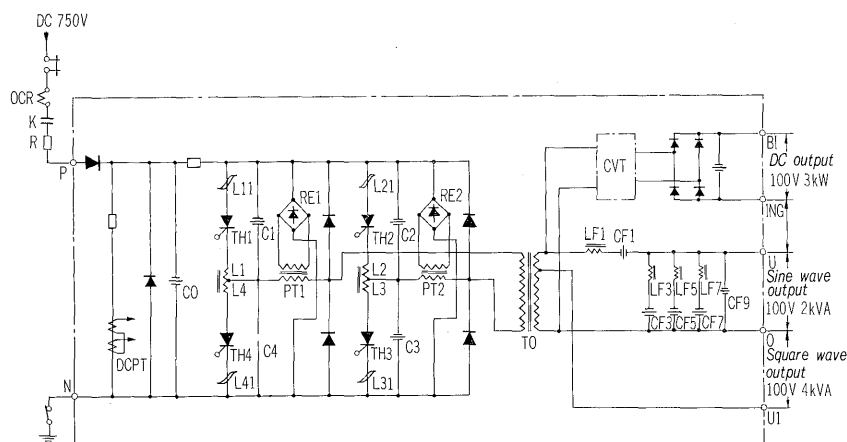 DC 750V
OCR
K
R
P
L11
TH1
C1
RE1
L21
TH2
C2
RE2
CVT
B1
DC output
100V 3kW
ING
L1
L4
PT1
L2
L3
PT2
LF1
CF1
U
LF3
LF5
LF7
CF9
CF3
CF5
CF7
Sine wave
output
100V 2kVA
O
TO
CO
DCPT
TH4
C4
L41
TH3
C3
L31
N
Square wave
output
100V 4kVA
U1